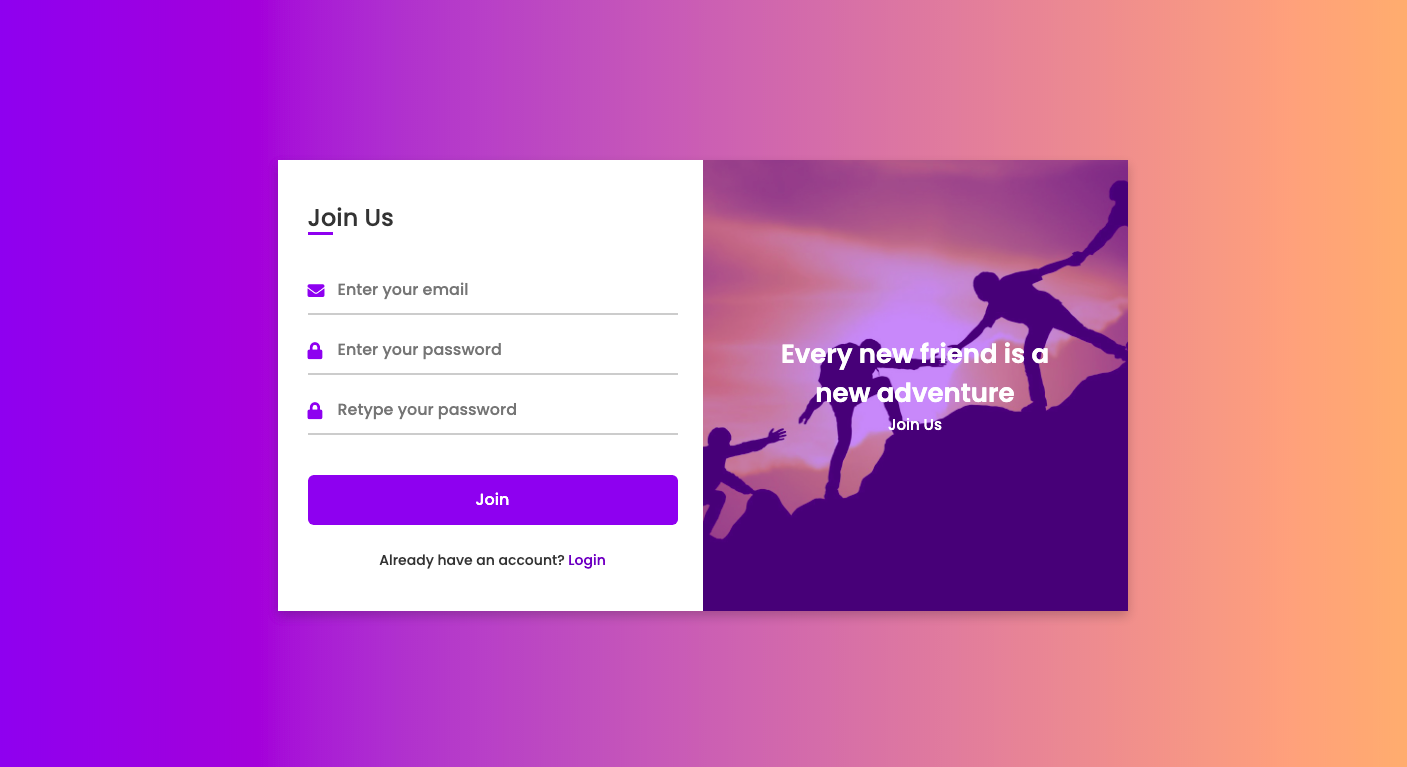 Join Us
Enter your email
Enter your password
Retype your password
Join
Already have an account? Login
Every new friend is a
new adventure
Join Us